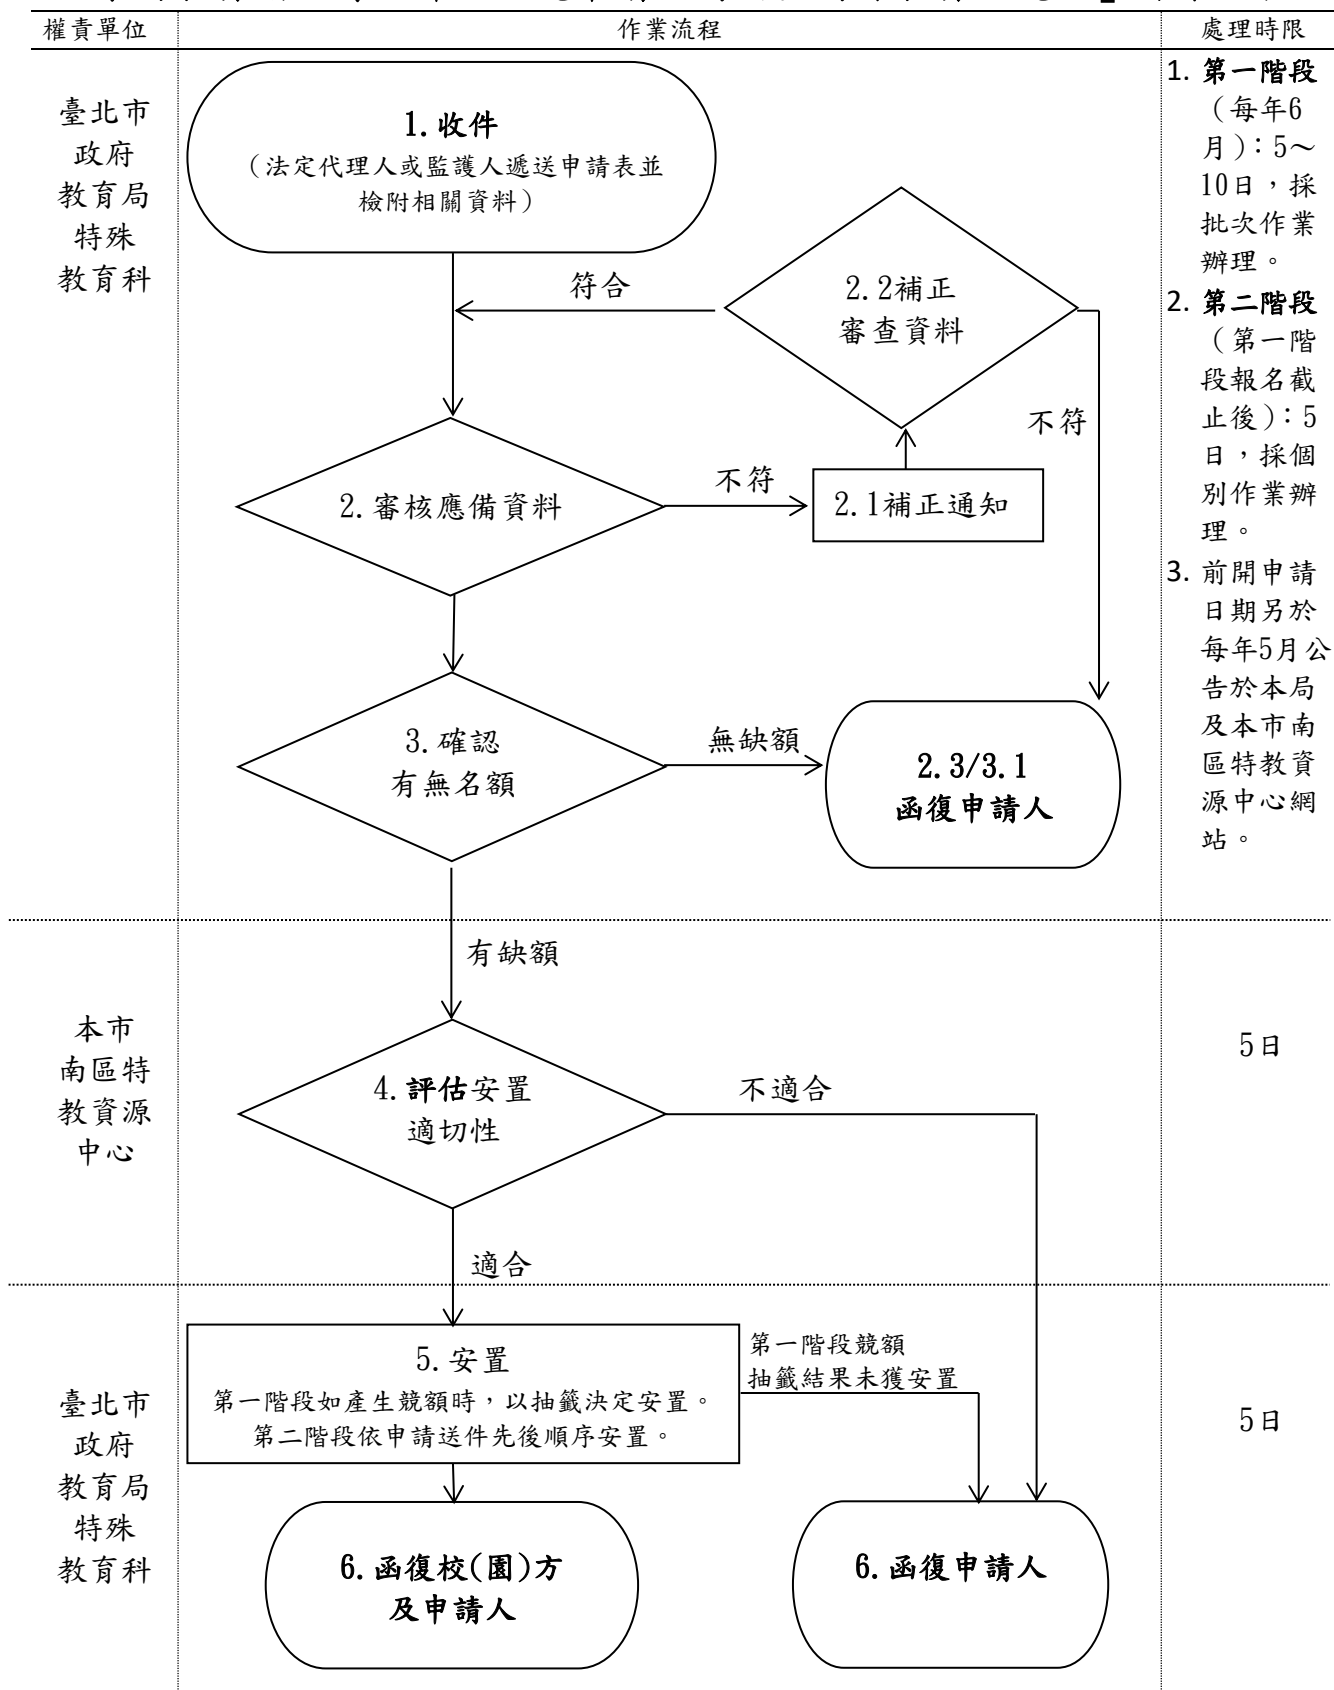 權責單位
作業流程
處理時限
臺北市
政府
教育局
特殊
教育科
1.收件
（法定代理人或監護人遞送申請表並
檢附相關資料）
符合
2.2補正
審查資料
不符
2.審核應備資料
不符
2.1補正通知
3.確認
有無名額
無缺額
2.3/3.1
函復申請人
1. 第一階段
（每年6
月）：5～
10日，採
批次作業
辦理。
2. 第二階段
（第一階
段報名截
止後）：5
日，採個
別作業辦
理。
3. 前開申請
日期另於
每年5月公
告於本局
及本市南
區特教資
源中心網
站。
有缺額
本市
南區特
教資源
中心
4.評估安置
適切性
不適合
5日
適合
臺北市
政府
教育局
特殊
教育科
5.安置
第一階段如產生競額時，以抽籤決定安置。
第二階段依申請送件先後順序安置。
第一階段競額
抽籤結果未獲安置
5日
6.函復校(園)方
及申請人
6.函復申請人